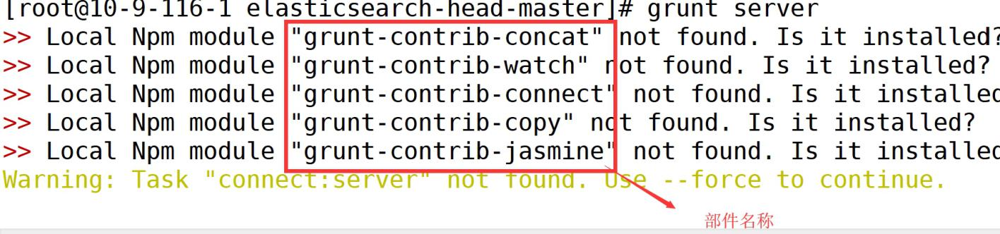 [root@10-9-116-1 elasticsearch-head-master]# grunt server
>> Local Npm module "grunt-contrib-concat" not found. Is it installed?
>> Local Npm module "grunt-contrib-watch" not found. Is it installed?
>> Local Npm module "grunt-contrib-connect" not found. Is it installed
>> Local Npm module "grunt-contrib-copy" not found. Is it installed?
>> Local Npm module "grunt-contrib-jasmine" not found. Is it installed
Warning: Task "connect:server" not found. Use --force to continue.
部件名称